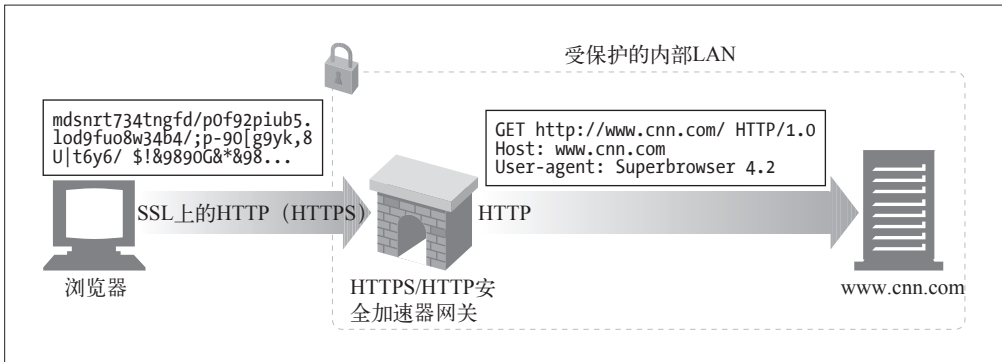 受保护的内部LAN
mdsnrt734tngfd/p0f92piub5.
lod9fuo8w34b4/;p-90[g9yk,8
U|t6y6/ $!&9890G&*&98...
GET http://www.cnn.com/ HTTP/1.0
Host: www.cnn.com
User-agent: Superbrowser 4.2
SSL上的HTTP（HTTPS）
HTTP
浏览器
HTTPS/HTTP安
全加速器网关
www.cnn.com